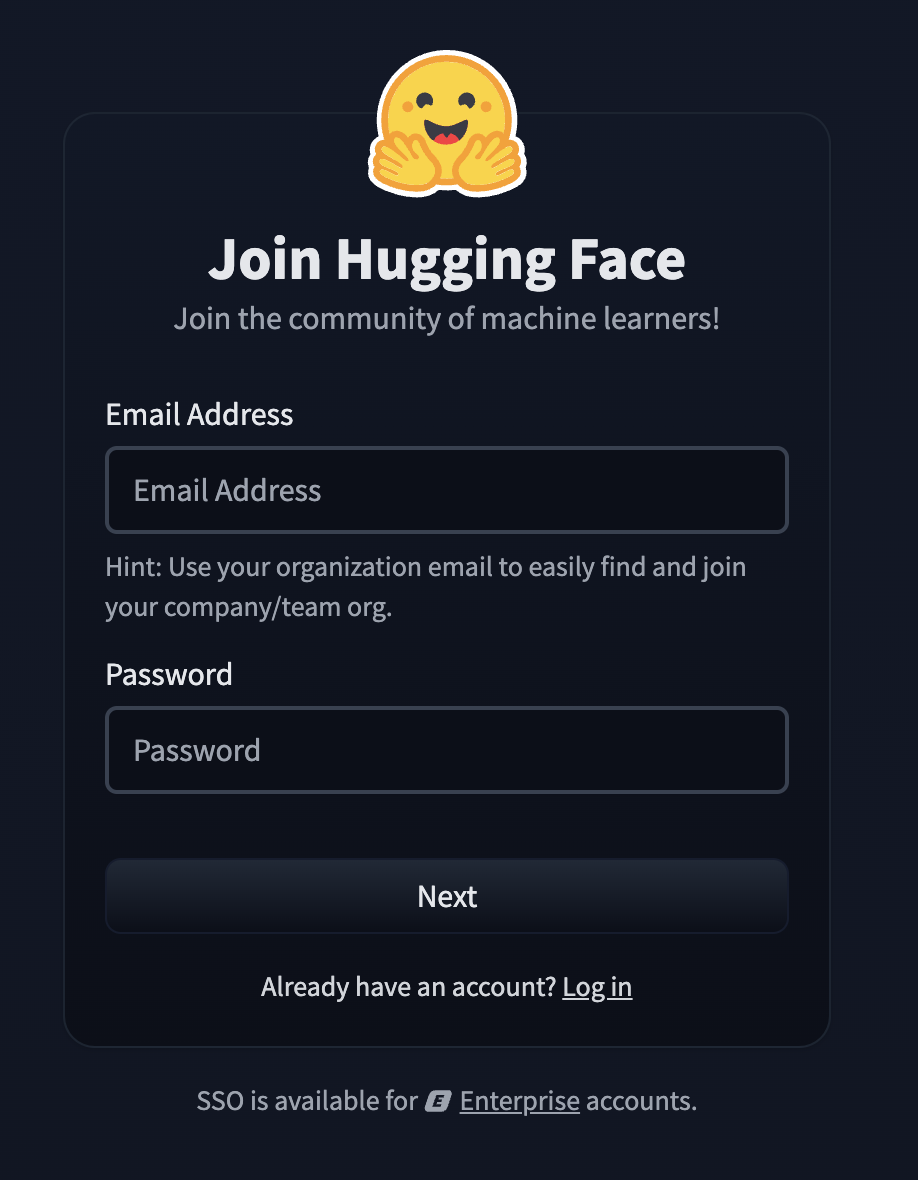 Join Hugging Face
Join the community of machine learners!
Email Address
Email Address
Hint: Use your organization email to easily find and join
your company/team org.
Password
Password
Next
Already have an account? Log in
SSO is available for E Enterprise accounts.